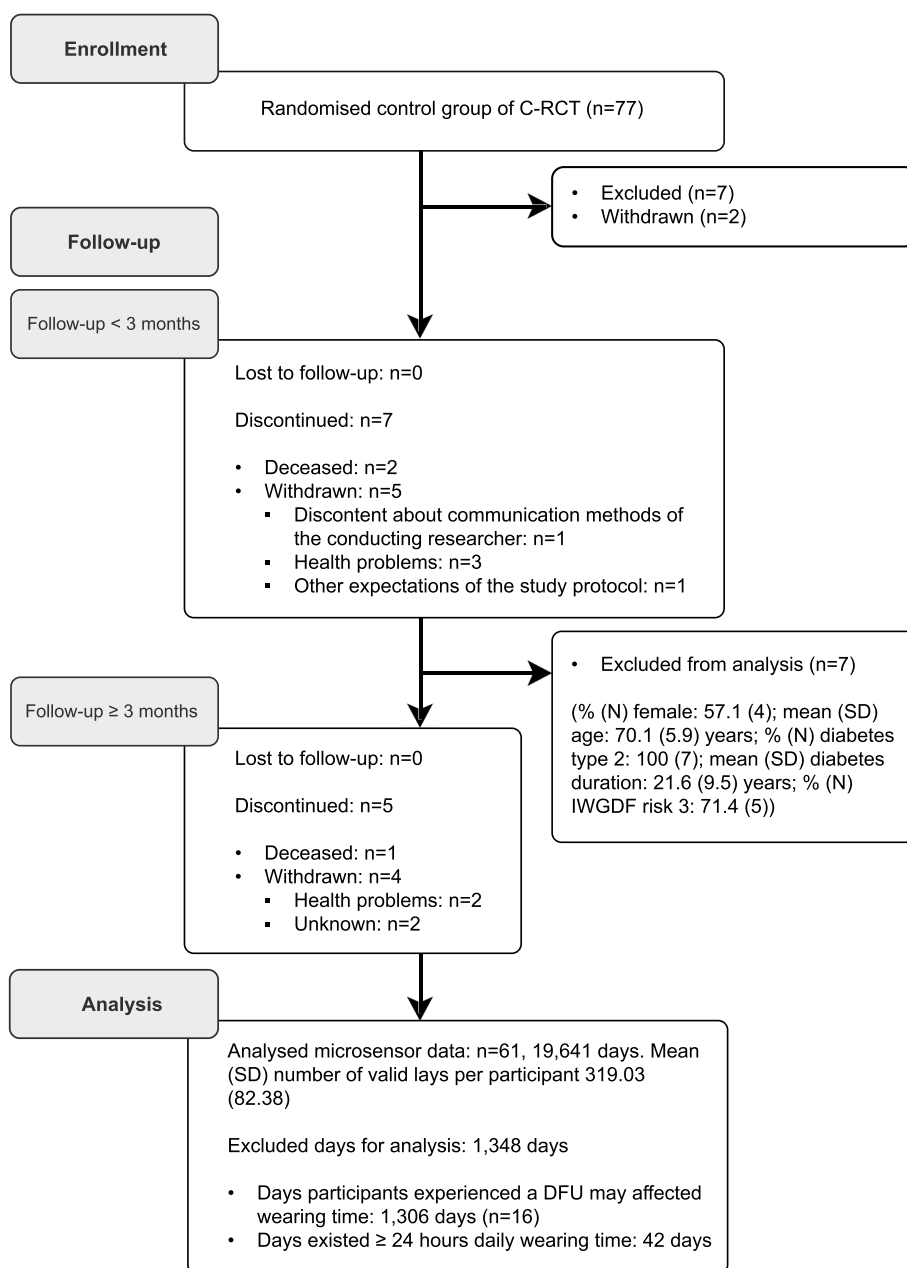 Enrollment
Randomised control group of C-RCT (n=77)
• Excluded (n=7)
• Withdrawn (n=2)
Follow-up
Follow-up < 3 months
Lost to follow-up: n=0
Discontinued: n=7
• Deceased: n=2
• Withdrawn: n=5
▪ Discontent about communication methods of
the conducting researcher: n=1
▪ Health problems: n=3
▪ Other expectations of the study protocol: n=1
• Excluded from analysis (n=7)
(% (N) female: 57.1 (4); mean (SD)
age: 70.1 (5.9) years; % (N) diabetes
type 2: 100 (7); mean (SD) diabetes
duration: 21.6 (9.5) years; % (N)
IWGDF risk 3: 71.4 (5))
Follow-up ≥ 3 months
Lost to follow-up: n=0
Discontinued: n=5
• Deceased: n=1
• Withdrawn: n=4
▪ Health problems: n=2
▪ Unknown: n=2
Analysis
Analysed microsensor data: n=61, 19,641 days. Mean
(SD) number of valid lays per participant 319.03
(82.38)
Excluded days for analysis: 1,348 days
• Days participants experienced a DFU may affected
wearing time: 1,306 days (n=16)
• Days existed ≥ 24 hours daily wearing time: 42 days